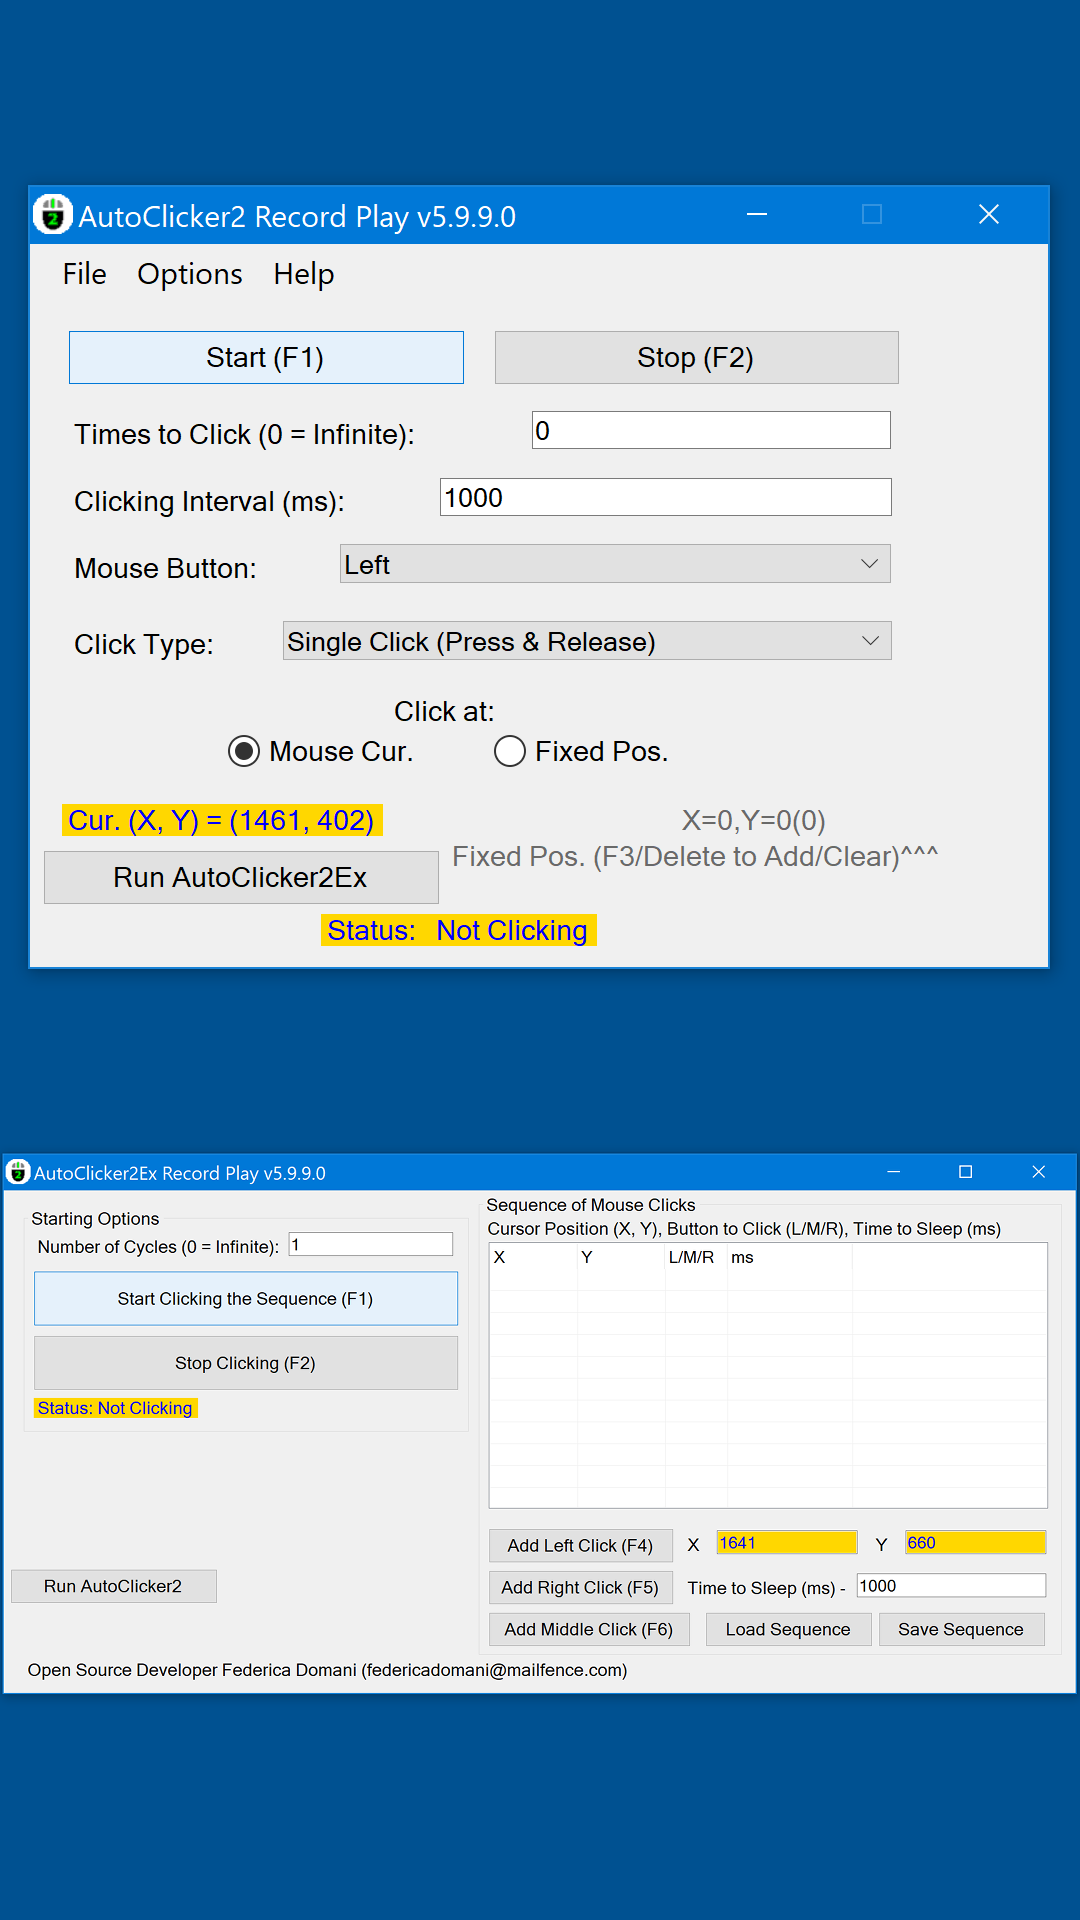 AutoClicker2 Record Play v5.9.9.0
File Options Help
Start (F1) Stop (F2)
Times to Click (0 = Infinite): 0
Clicking Interval (ms): 1000
Mouse Button: Left
Click Type: Single Click (Press & Release)
Click at:
Mouse Cur. Fixed Pos.
Cur. (X, Y) = (1461, 402) X=0,Y=0(0)
Fixed Pos. (F3/Delete to Add/Clear)^^^
Run AutoClicker2Ex
Status: Not Clicking
AutoClicker2Ex Record Play v5.9.9.0
Starting Options
Number of Cycles (0 = Infinite): 1
Start Clicking the Sequence (F1)
Stop Clicking (F2)
Status: Not Clicking
Run AutoClicker2
Sequence of Mouse Clicks
Cursor Position (X, Y), Button to Click (L/M/R), Time to Sleep (ms)
X Y L/M/R ms
Add Left Click (F4) X 1641 Y 660
Add Right Click (F5) Time to Sleep (ms) - 1000
Add Middle Click (F6) Load Sequence Save Sequence
Open Source Developer Federica Domani (federicadomani@mailfence.com)